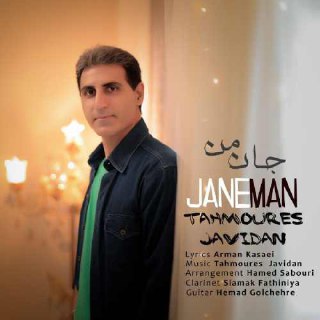 جان من
JANEMAN
TAHMOURES
JAVIDAN
Lyrics Arman Kasaei
Music Tahmoures Javidan
Arrangement Hamed Sabouri
Clarinet Siamak Fathiniya
Guitar Hemad Golchehre